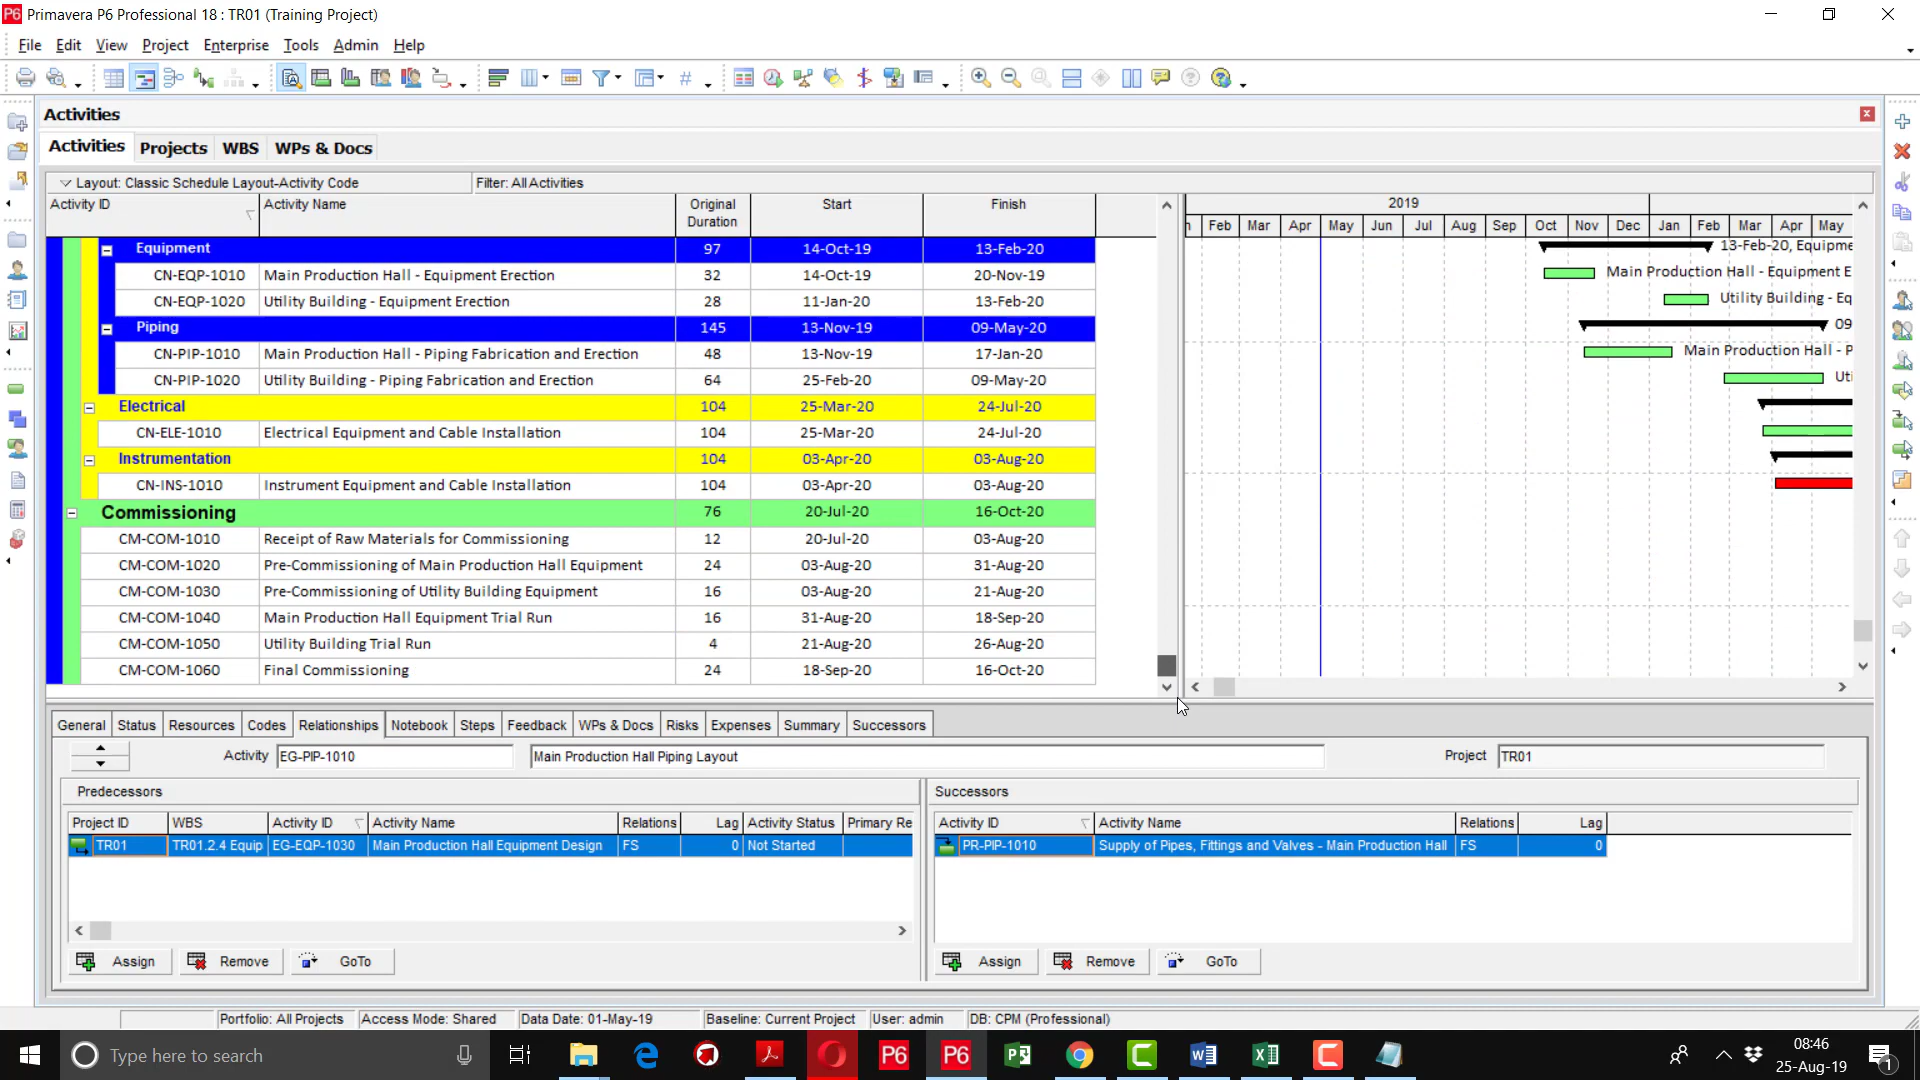 P6 Primavera P6 Professional 18 : TR01 (Training Project)
File Edit View Project Enterprise Tools Admin Help
Activities
Activities Projects WBS WPs & Docs
Layout: Classic Schedule Layout-Activity Code Filter: All Activities
Activity ID Activity Name Original Duration Start Finish
2019
Feb Mar Apr May Jun Jul Aug Sep Oct Nov Dec Jan Feb Mar Apr May
Equipment 97 14-Oct-19 13-Feb-20 13-Feb-20, Equipme
CN-EQP-1010 Main Production Hall - Equipment Erection 32 14-Oct-19 20-Nov-19 Main Production Hall - Equipment E
CN-EQP-1020 Utility Building - Equipment Erection 28 11-Jan-20 13-Feb-20 Utility Building - Eq
Piping 145 13-Nov-19 09-May-20 09
CN-PIP-1010 Main Production Hall - Piping Fabrication and Erection 48 13-Nov-19 17-Jan-20 Main Production Hall - P
CN-PIP-1020 Utility Building - Piping Fabrication and Erection 64 25-Feb-20 09-May-20 Uti
Electrical 104 25-Mar-20 24-Jul-20
CN-ELE-1010 Electrical Equipment and Cable Installation 104 25-Mar-20 24-Jul-20
Instrumentation 104 03-Apr-20 03-Aug-20
CN-INS-1010 Instrument Equipment and Cable Installation 104 03-Apr-20 03-Aug-20
Commissioning 76 20-Jul-20 16-Oct-20
CM-COM-1010 Receipt of Raw Materials for Commissioning 12 20-Jul-20 03-Aug-20
CM-COM-1020 Pre-Commissioning of Main Production Hall Equipment 24 03-Aug-20 31-Aug-20
CM-COM-1030 Pre-Commissioning of Utility Building Equipment 16 03-Aug-20 21-Aug-20
CM-COM-1040 Main Production Hall Equipment Trial Run 16 31-Aug-20 18-Sep-20
CM-COM-1050 Utility Building Trial Run 4 21-Aug-20 26-Aug-20
CM-COM-1060 Final Commissioning 24 18-Sep-20 16-Oct-20
General Status Resources Codes Relationships Notebook Steps Feedback WPs & Docs Risks Expenses Summary Successors
Activity EG-PIP-1010 Main Production Hall Piping Layout Project TR01
Predecessors Successors
Project ID WBS Activity ID Activity Name Relations Lag Activity Status Primary Re Activity ID Activity Name Relations Lag
TR01 TR01.2.4 Equip EG-EQP-1030 Main Production Hall Equipment Design FS 0 Not Started PR-PIP-1010 Supply of Pipes, Fittings and Valves - Main Production Hall FS 0
Assign Remove GoTo Assign Remove GoTo
Portfolio: All Projects Access Mode: Shared Data Date: 01-May-19 Baseline: Current Project User: admin DB: CPM (Professional)
Type here to search P6 P6 08:46
25-Aug-19 1